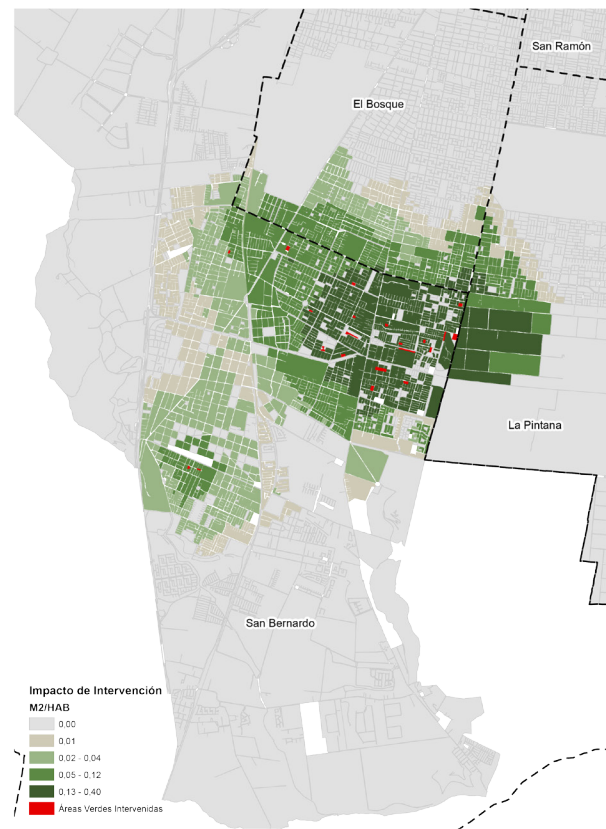 San Ramón
El Bosque
La Pintana
San Bernardo
Impacto de Intervención
M2/HAB
0,00
0,01
0,02 - 0,04
0,05 - 0,12
0,13 - 0,40
Áreas Verdes Intervenidas